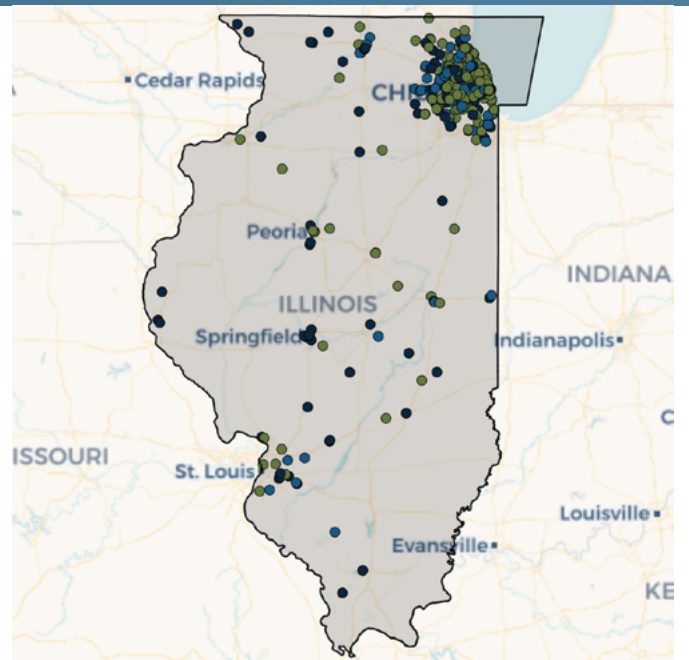 Cedar Rapids
CHI
Peoria
INDIANA
ILLINOIS
Springfield
Indianapolis
ISSOURI
St. Louis
Louisville
Evansville
KE